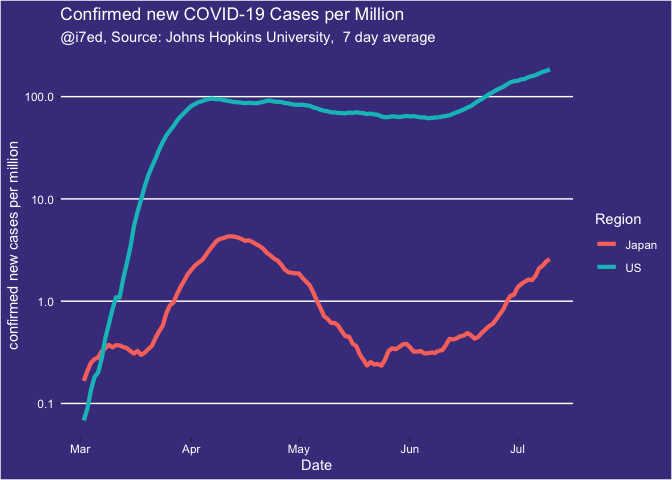 Confirmed new COVID-19 Cases per Million
@i7ed, Source: Johns Hopkins University,  7 day average
confirmed new cases per million
100.0
10.0
1.0
0.1
Mar
Apr
May
Jun
Jul
Date
Region
Japan
US